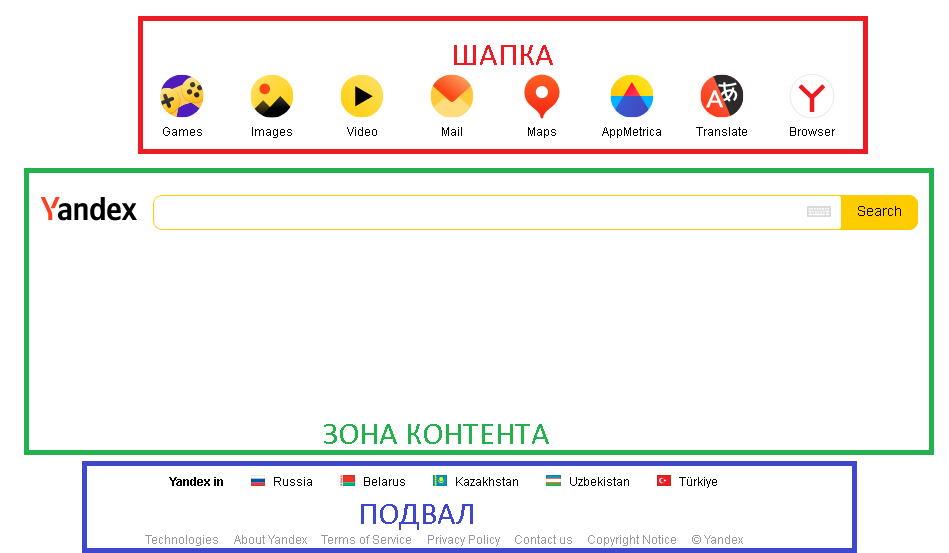 ШАПКА
Games Images Video Mail Maps AppMetrica Translate Browser
Yandex Search
ЗОНА КОНТЕНТА
Yandex in Russia Belarus Kazakhstan Uzbekistan Türkiye
ПОДВАЛ
Technologies About Yandex Terms of Service Privacy Policy Contact us Copyright Notice © Yandex